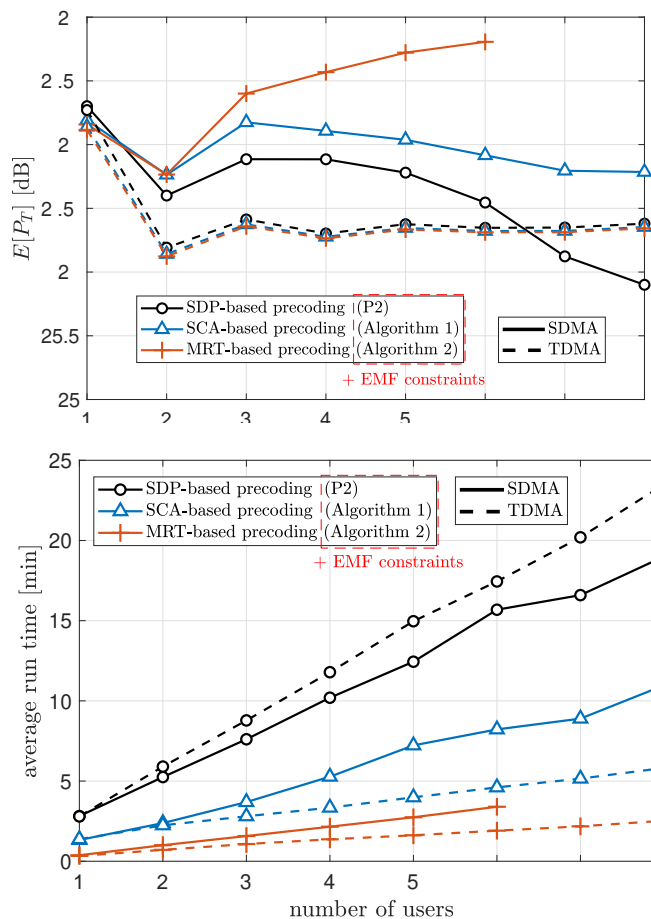 2
2.5
2
2.5
2
25.5
25
E[P_T] [dB]
SDP-based precoding (P2)
SCA-based precoding (Algorithm 1)
MRT-based precoding (Algorithm 2)
+ EMF constraints
SDMA
TDMA
1 2 3 4 5
25
20
15
10
5
0
average run time [min]
SDP-based precoding (P2)
SCA-based precoding (Algorithm 1)
MRT-based precoding (Algorithm 2)
+ EMF constraints
SDMA
TDMA
1 2 3 4 5
number of users